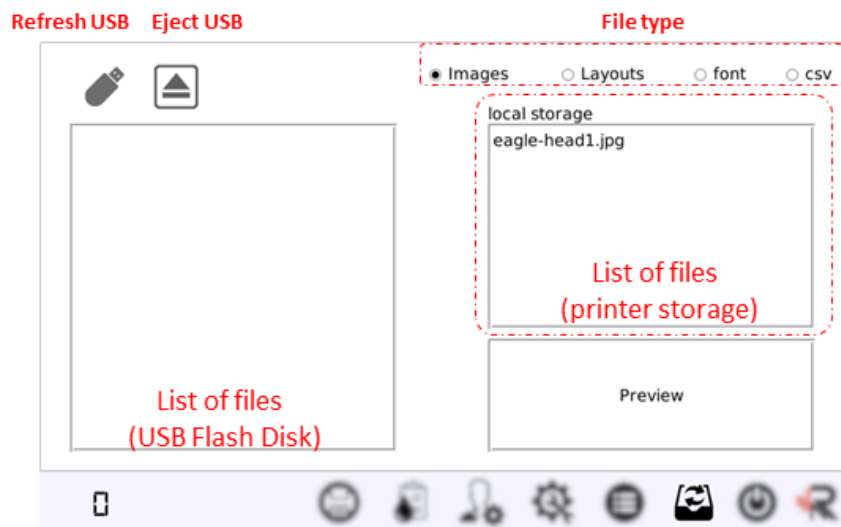 Refresh USB Eject USB File type
Images Layouts font csv
local storage
eagle-head1.jpg
List of files
(printer storage)
Preview
List of files
(USB Flash Disk)
0
R